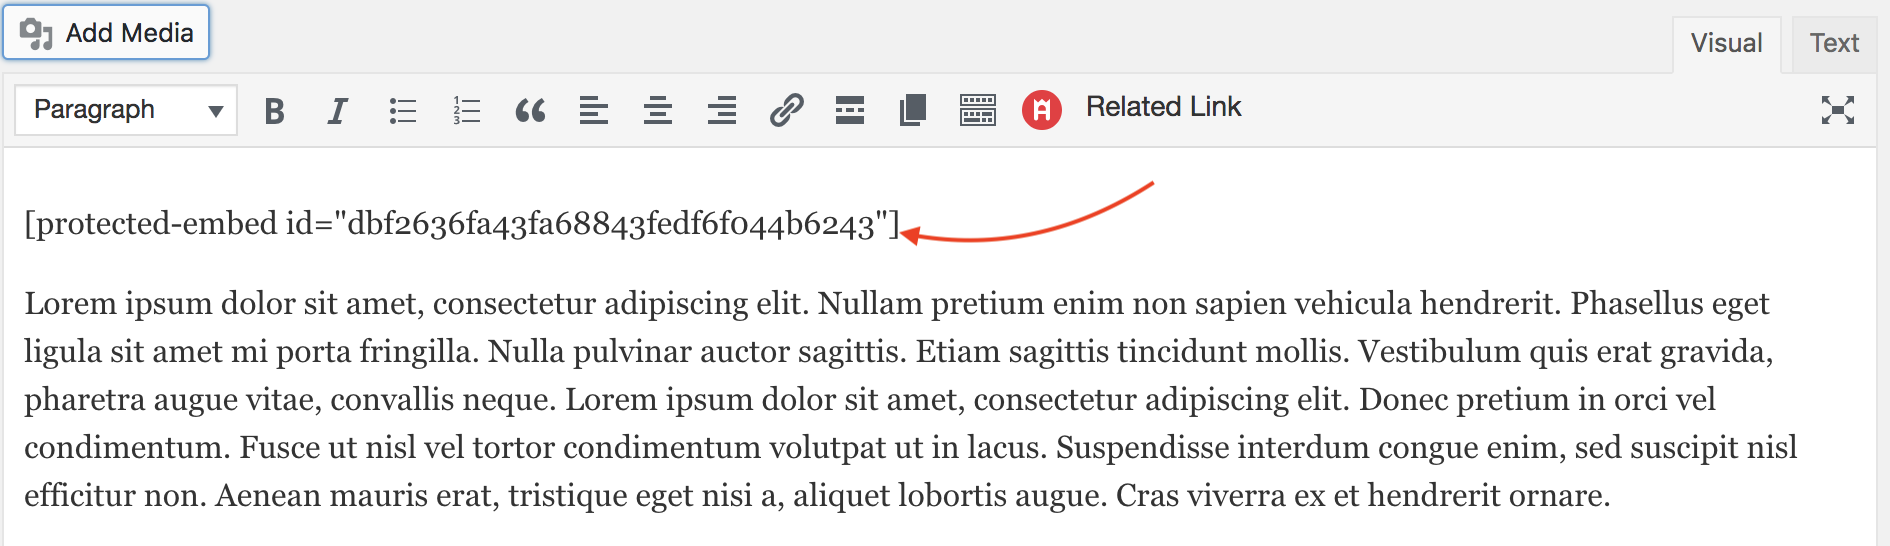 Add Media
Visual
Text
Paragraph
B
I
1
2
3
Related Link
[protected-embed id="dbf2636fa43fa68843fedf6f044b6243"]
Lorem ipsum dolor sit amet, consectetur adipiscing elit. Nullam pretium enim non sapien vehicula hendrerit. Phasellus eget
ligula sit amet mi porta fringilla. Nulla pulvinar auctor sagittis. Etiam sagittis tincidunt mollis. Vestibulum quis erat gravida,
pharetra augue vitae, convallis neque. Lorem ipsum dolor sit amet, consectetur adipiscing elit. Donec pretium in orci vel
condimentum. Fusce ut nisl vel tortor condimentum volutpat ut in lacus. Suspendisse interdum congue enim, sed suscipit nisl
efficitur non. Aenean mauris erat, tristique eget nisi a, aliquet lobortis augue. Cras viverra ex et hendrerit ornare.